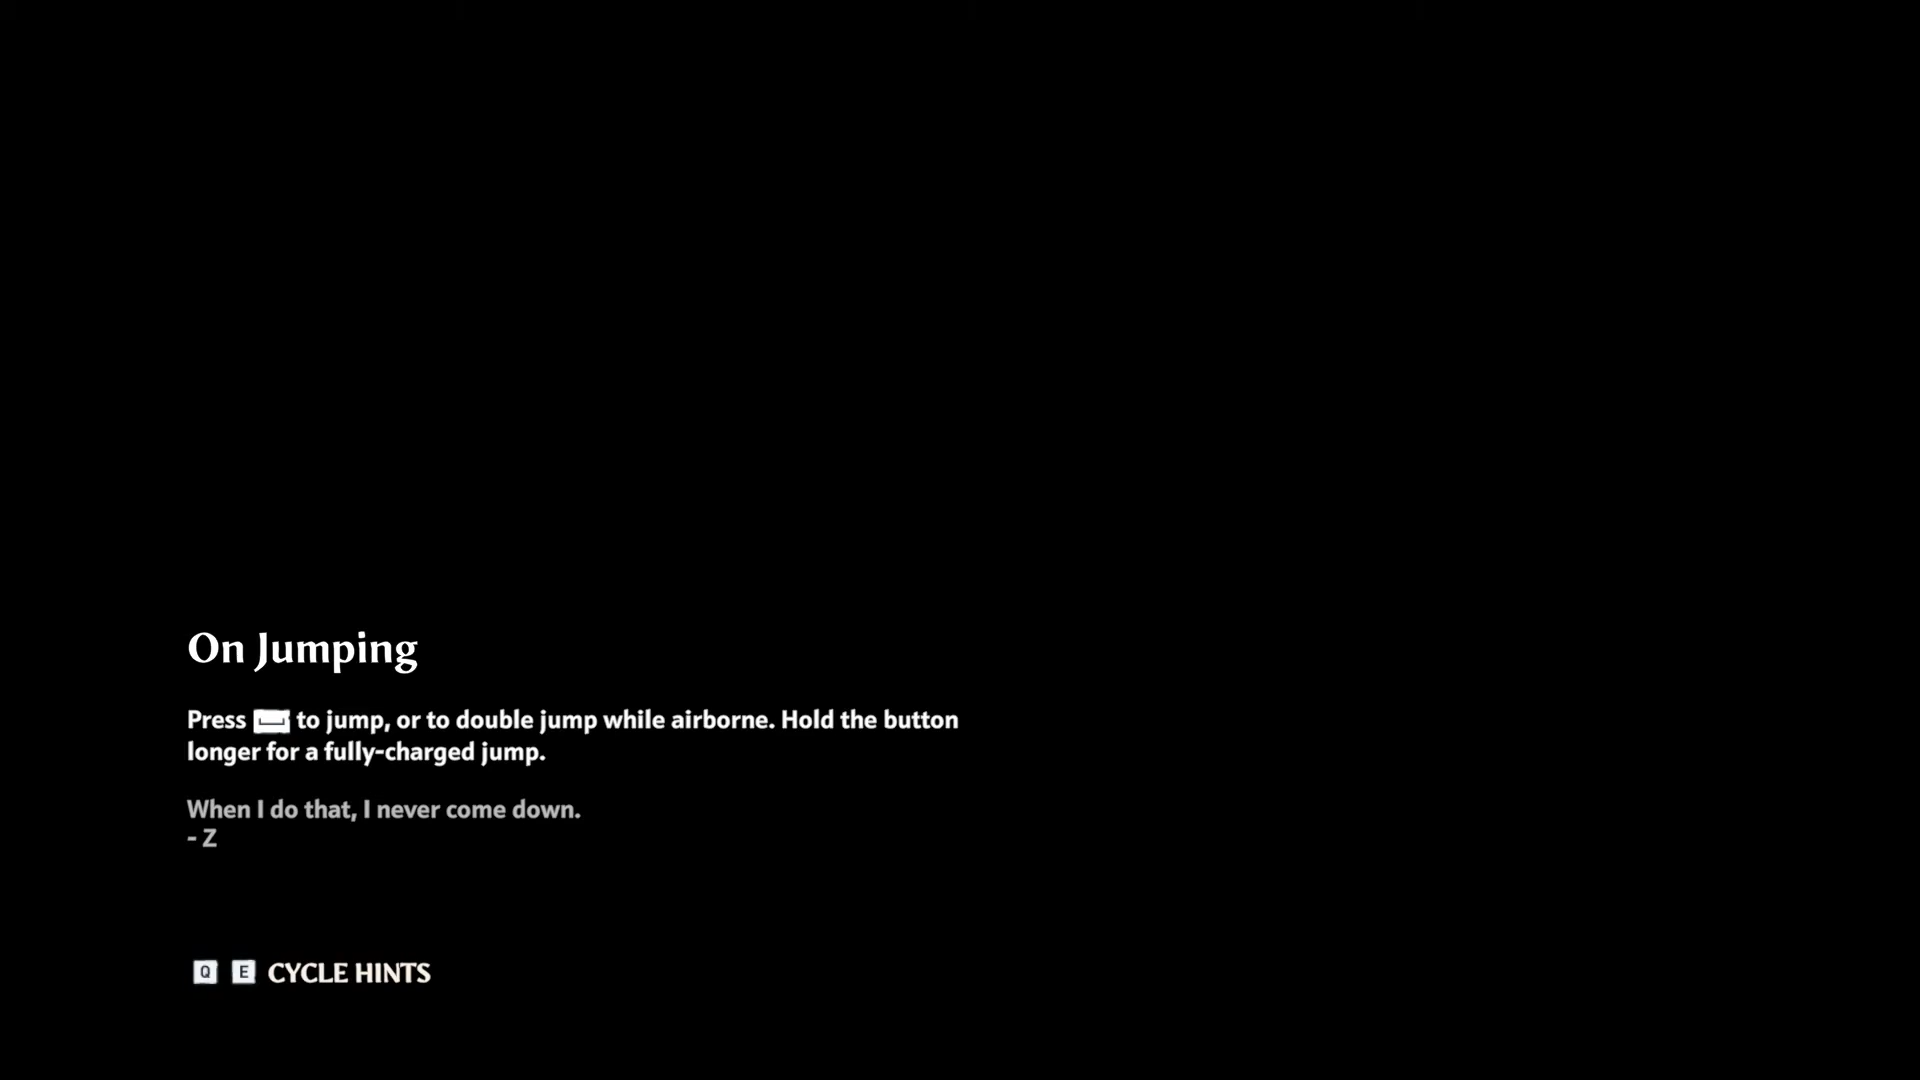 On Jumping
Press to jump, or to double jump while airborne. Hold the button
longer for a fully-charged jump.
When I do that, I never come down.
- Z
Q E CYCLE HINTS